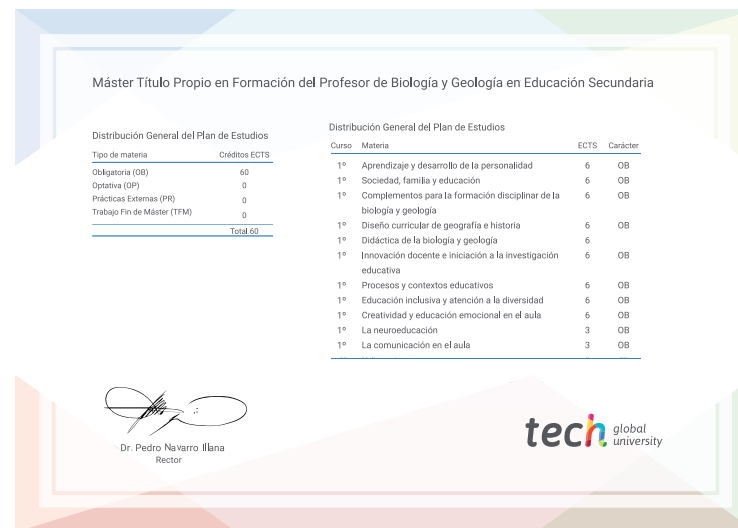 Máster Título Propio en Formación del Profesor de Biología y Geología en Educación Secundaria
Distribución General del Plan de Estudios
Tipo de materia Créditos ECTS
Obligatoria (OB) 60
Optativa (OP) 0
Prácticas Externas (PR) 0
Trabajo Fin de Máster (TFM) 0
Total 60
Distribución General del Plan de Estudios
Curso Materia ECTS Carácter
1º Aprendizaje y desarrollo de la personalidad 6 OB
1º Sociedad, familia y educación 6 OB
1º Complementos para la formación disciplinar de la 6 OB
biología y geología
1º Diseño curricular de geografía e historia 6 OB
1º Didáctica de la biología y geología 6
1º Innovación docente e iniciación a la investigación 6 OB
educativa
1º Procesos y contextos educativos 6 OB
1º Educación inclusiva y atención a la diversidad 6 OB
1º Creatividad y educación emocional en el aula 6 OB
1º La neuroeducación 3 OB
1º La comunicación en el aula 3 OB
Dr. Pedro Navarro Illana
Rector
tech global
university